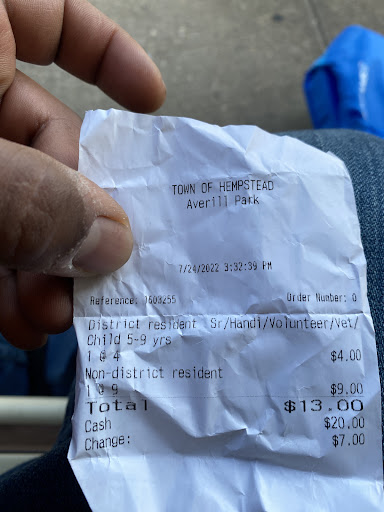 TOWN OF HEMPSTEAD
Averill Park
7/24/2022 3:32:39 PM
Reference: 1603255 Order Number: 0
District resident Sr/Handi/Volunteer/Vet/
Child 5-9 yrs
1 @ 4 $4.00
Non-district resident
1 @ 9 $9.00
Total $13.00
Cash $20.00
Change: $7.00